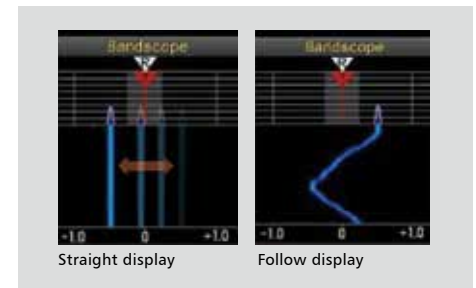 Bandscope
R
-1.0 0 +1.0
Straight display
Bandscope
R
-1.0 0 +1.0
Follow display